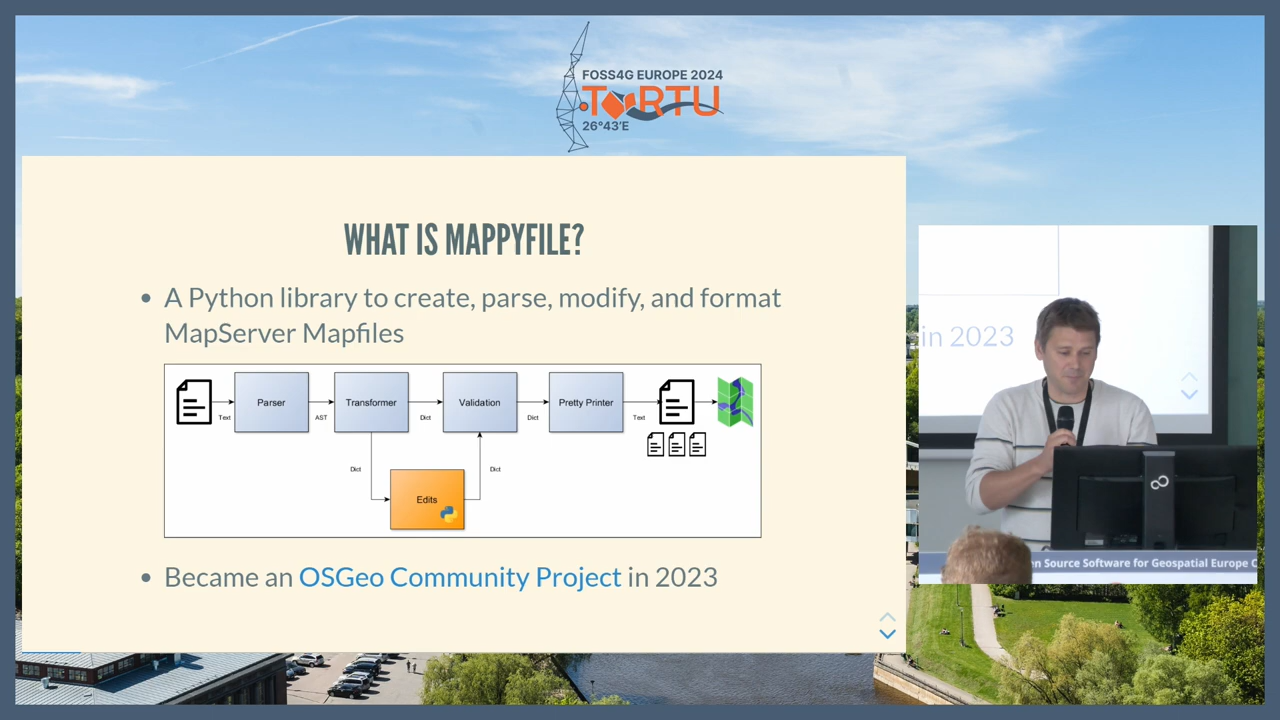 FOSS4G EUROPE 2024
TARTU
26°43'E
WHAT IS MAPPYFILE?
• A Python library to create, parse, modify, and format
MapServer Mapfiles
Text
Parser
AST
Transformer
Dict
Validation
Dict
Pretty Printer
Text
Dict
Dict
Edits
• Became an OSGeo Community Project in 2023
in 2023
en Source Software for Geospatial Europe C